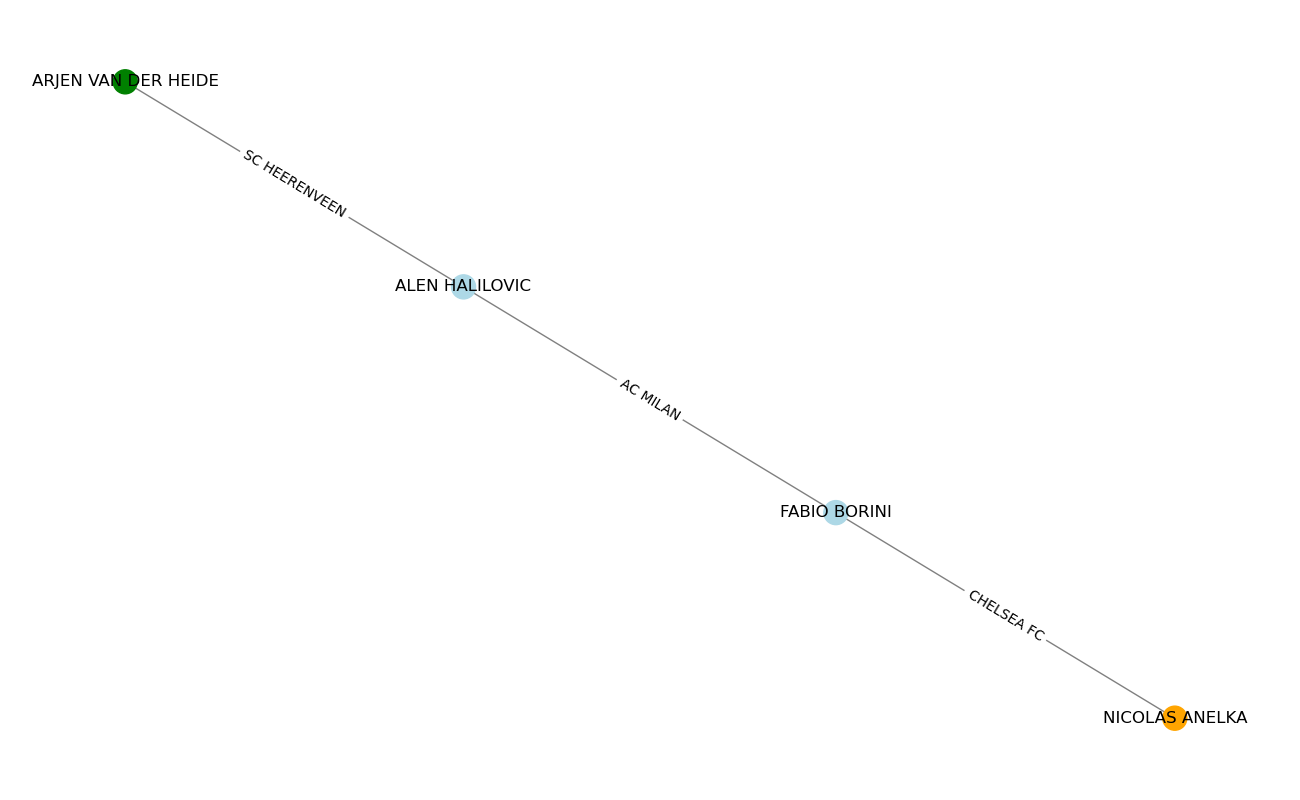 ARJEN VAN DER HEIDE
SC HEERENVEEN
ALEN HALILOVIC
AC MILAN
FABIO BORINI
CHELSEA FC
NICOLAS ANELKA